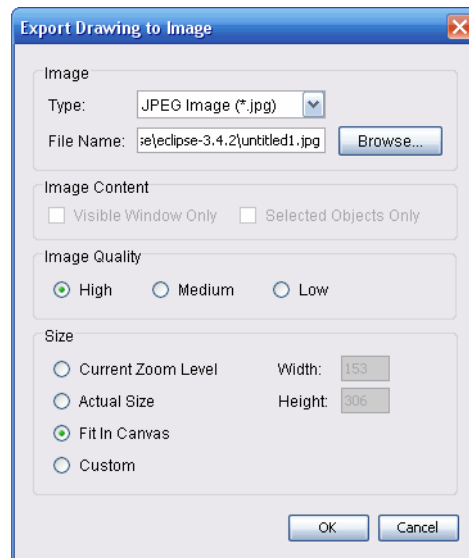 Export Drawing to Image
Image
Type: JPEG Image (*.jpg)
File Name: se\eclipse-3.4.2\untitled1.jpg Browse...
Image Content
Visible Window Only Selected Objects Only
Image Quality
High Medium Low
Size
Current Zoom Level Width: 153
Actual Size Height: 306
Fit In Canvas
Custom
OK Cancel